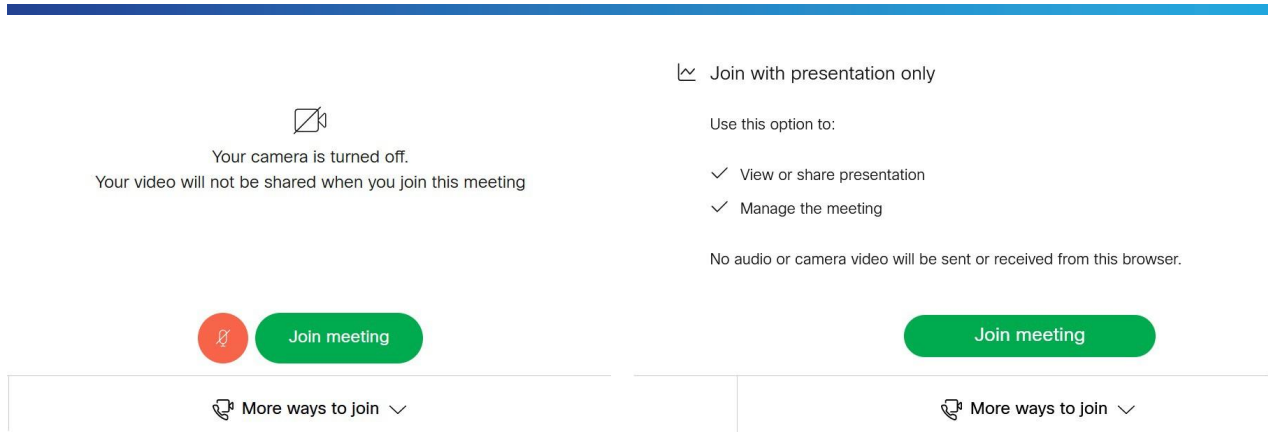 Your camera is turned off.
Your video will not be shared when you join this meeting
Join meeting
More ways to join
Join with presentation only
Use this option to:
View or share presentation
Manage the meeting
No audio or camera video will be sent or received from this browser.
Join meeting
More ways to join